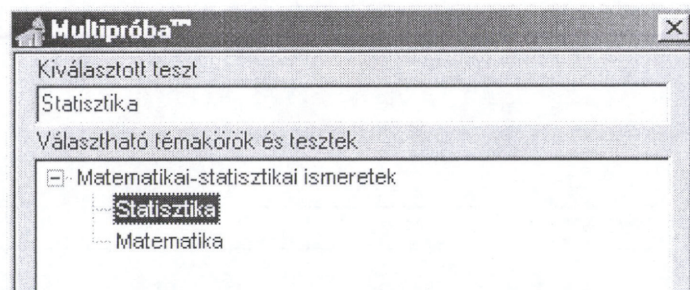 Multipróba™
Kiválasztott teszt
Statisztika
Választható témakörök és tesztek
Matematikai-statisztikai ismeretek
Statisztika
Matematika